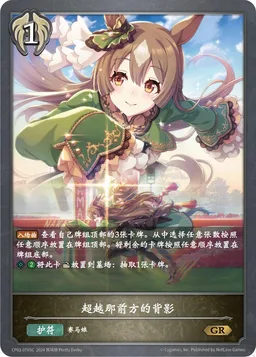 1
入场曲 查看自己牌组顶部的3张卡牌。从中选择任意张数按照
任意顺序放置在牌组顶部。将剩余的卡牌按照任意顺序放置
在牌组底部。
② 将此卡 放置到墓场：抽取1张卡牌。
超越那前方的背影
护符 赛马娘
GR